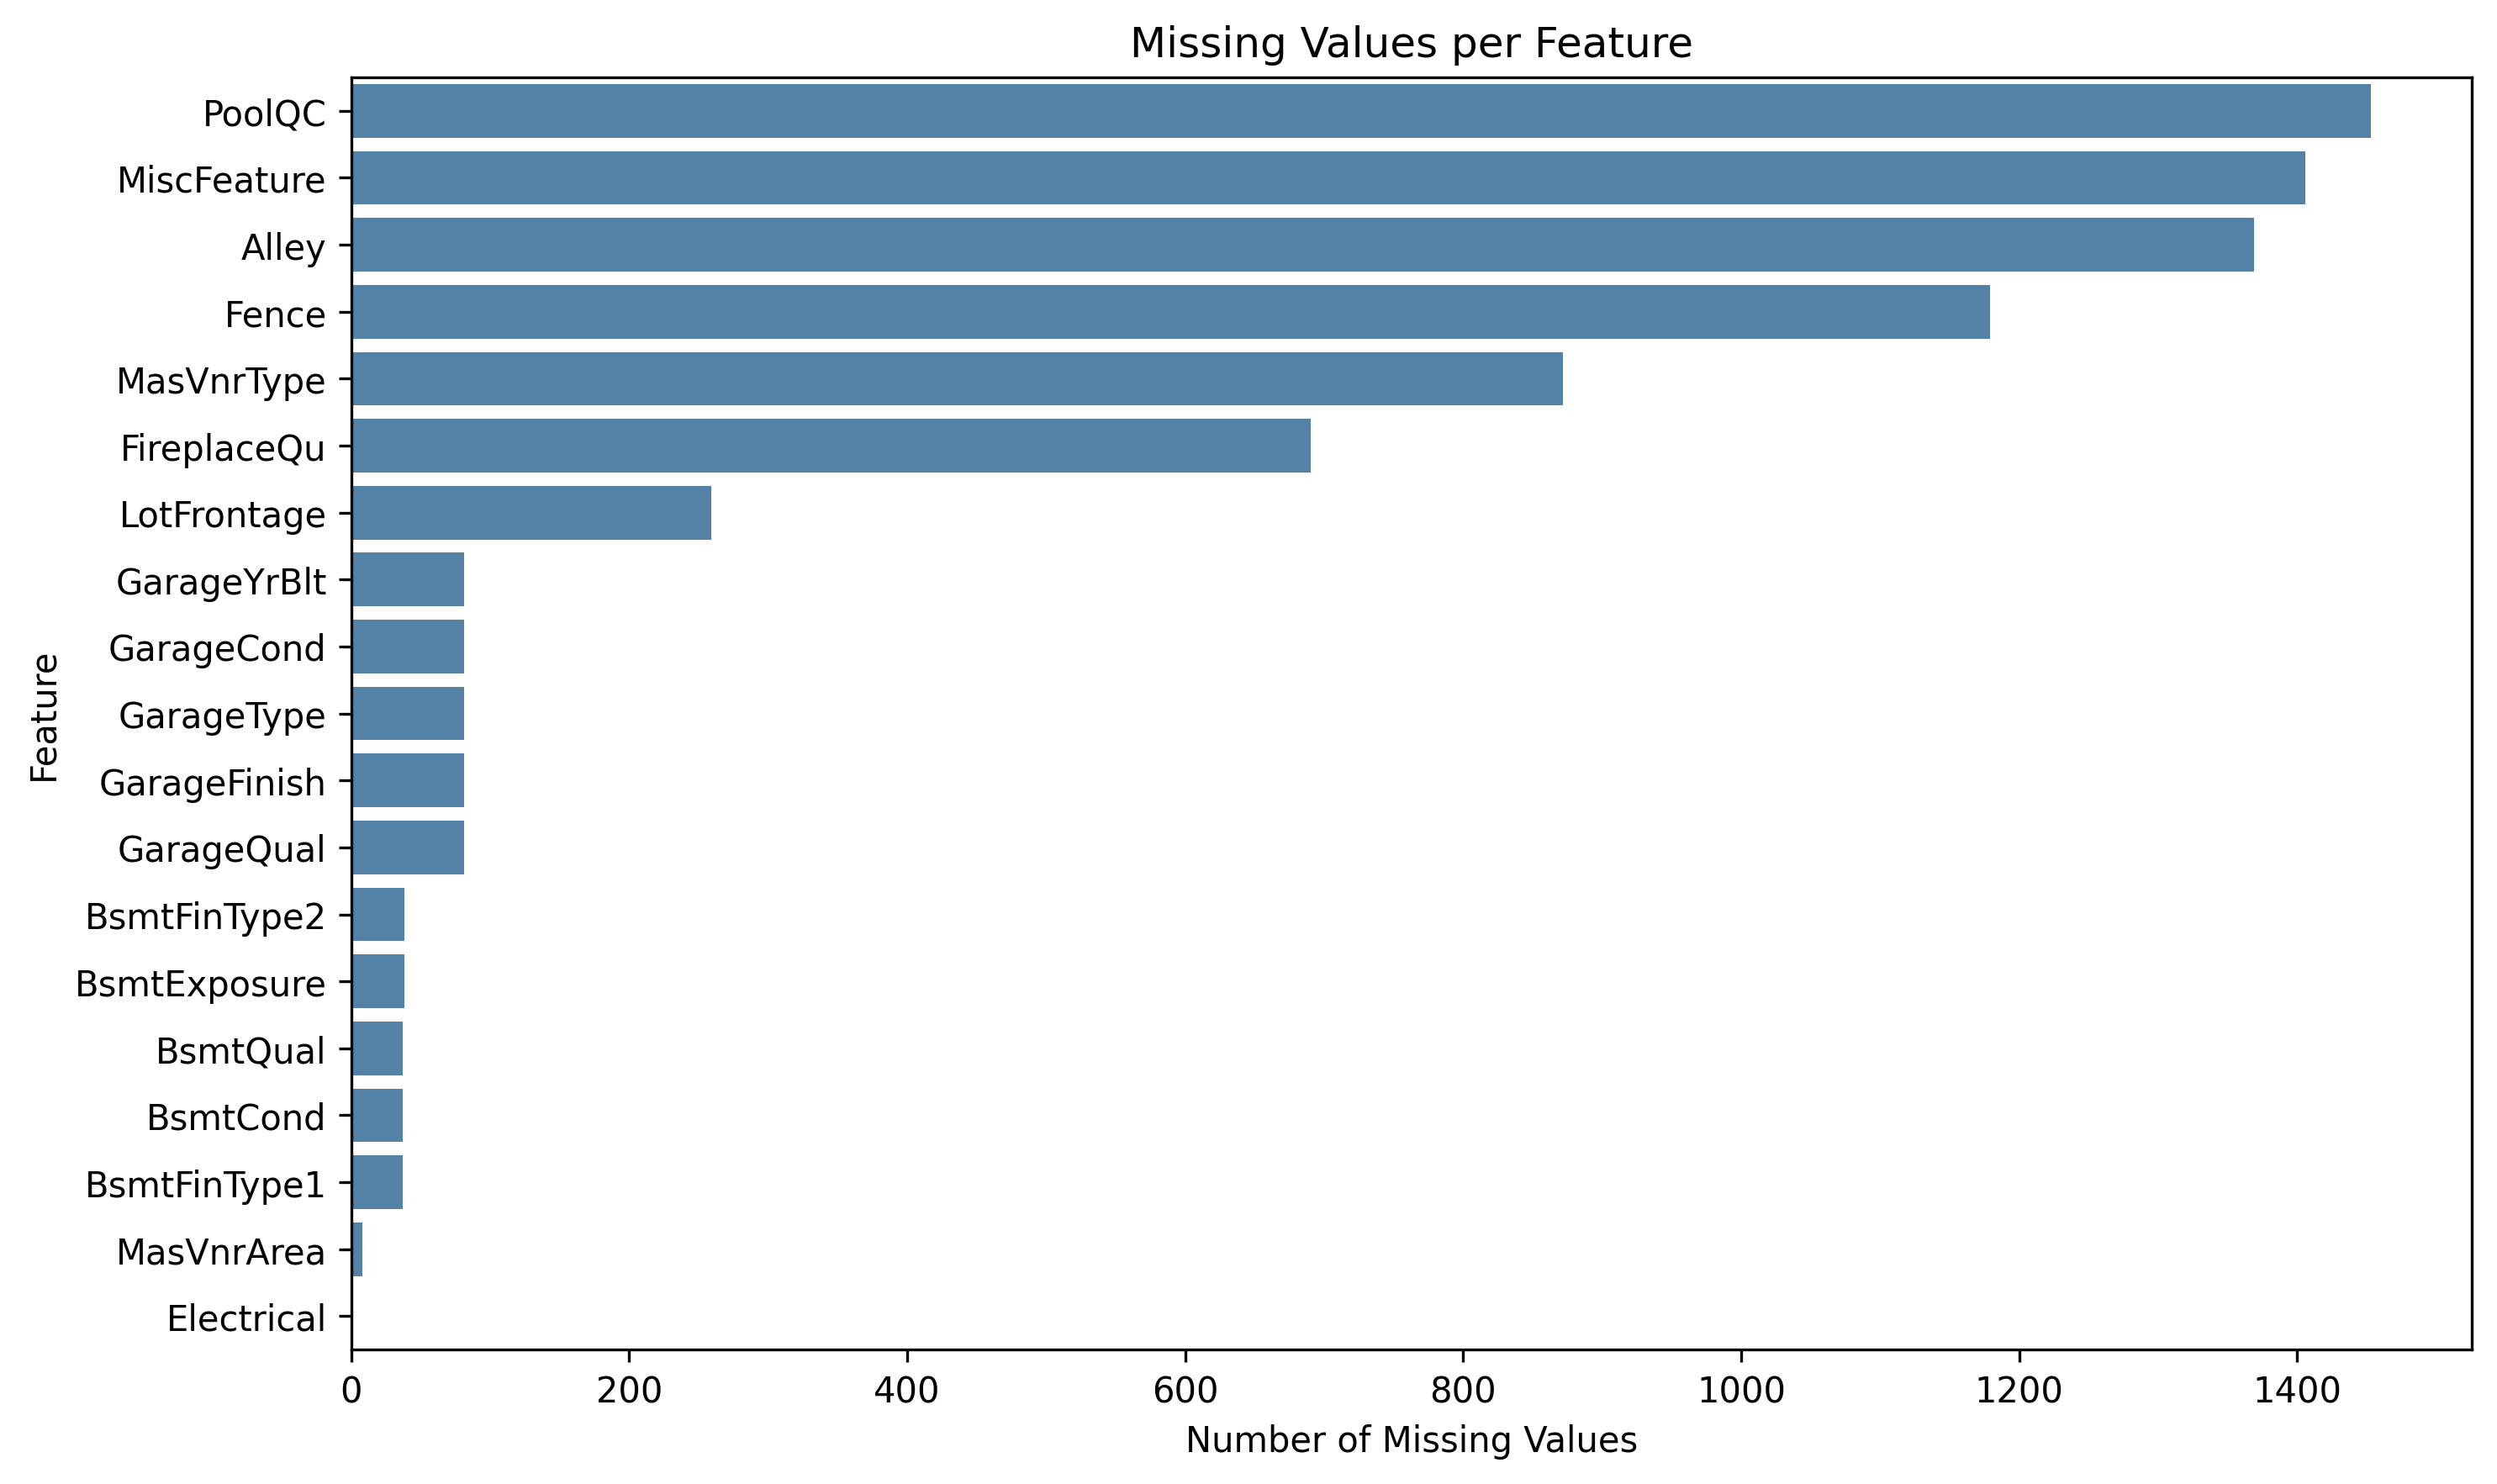 Missing Values per Feature
PoolQC
MiscFeature
Alley
Fence
MasVnrType
FireplaceQu
LotFrontage
GarageYrBlt
GarageCond
GarageType
GarageFinish
GarageQual
BsmtFinType2
BsmtExposure
BsmtQual
BsmtCond
BsmtFinType1
MasVnrArea
Electrical
Feature
0 200 400 600 800 1000 1200 1400
Number of Missing Values